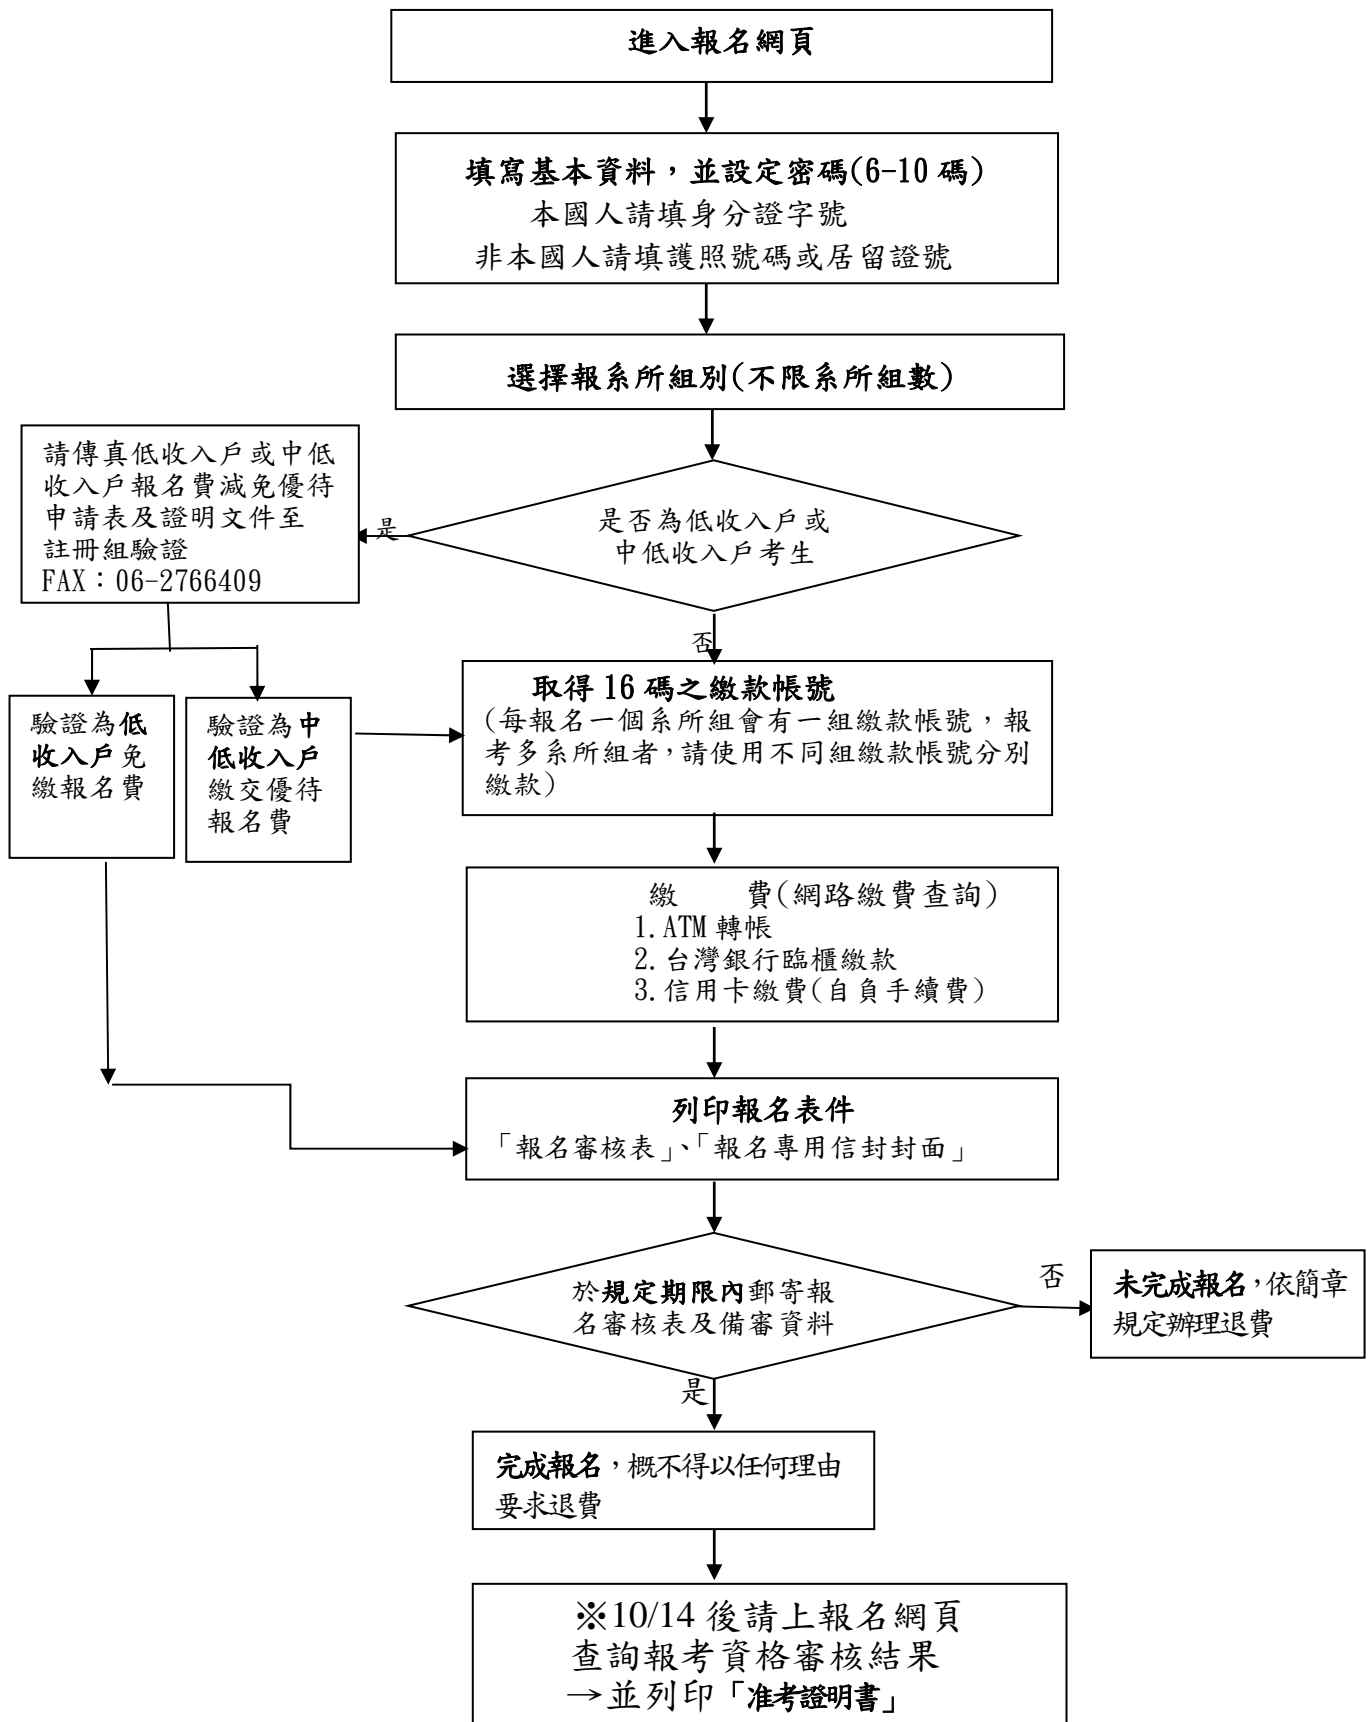 進入報名網頁
填寫基本資料，並設定密碼(6-10 碼)
本國人請填身分證字號
非本國人請填護照號碼或居留證號
選擇報系所組別(不限系所組數)
請傳真低收入戶或中低
收入戶報名費減免優待
申請表及證明文件至
註冊組驗證
FAX：06-2766409
是
是否為低收入戶或
中低收入戶考生
否
驗證為低
收入戶免
繳報名費
驗證為中
低收入戶
繳交優待
報名費
取得 16 碼之繳款帳號
(每報名一個系所組會有一組繳款帳號，報
考多系所組者，請使用不同組繳款帳號分別
繳款)
繳 費(網路繳費查詢)
1.ATM 轉帳
2.台灣銀行臨櫃繳款
3.信用卡繳費(自負手續費)
列印報名表件
「報名審核表」、「報名專用信封封面」
於規定期限內郵寄報
名審核表及備審資料
否
未完成報名，依簡章
規定辦理退費
是
完成報名，概不得以任何理由
要求退費
※10/14 後請上報名網頁
查詢報考資格審核結果
→並列印「准考證明書」